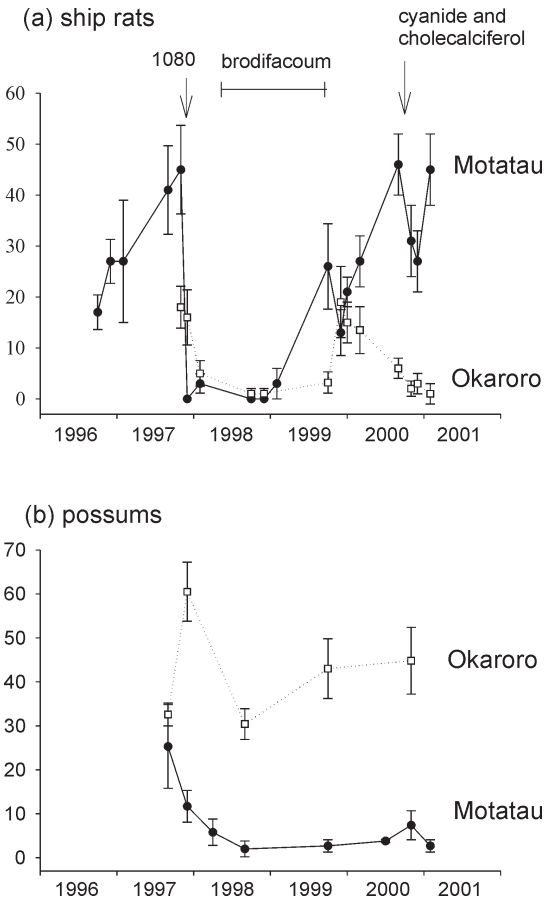 (a) ship rats
cyanide and
cholecalciferol
1080
brodifacoum
60
50
Motatau
40
30
20
10
Okaroro
0
1996 1997 1998 1999 2000 2001
(b) possums
70
60
50
Okaroro
40
30
20
10
Motatau
0
1996 1997 1998 1999 2000 2001